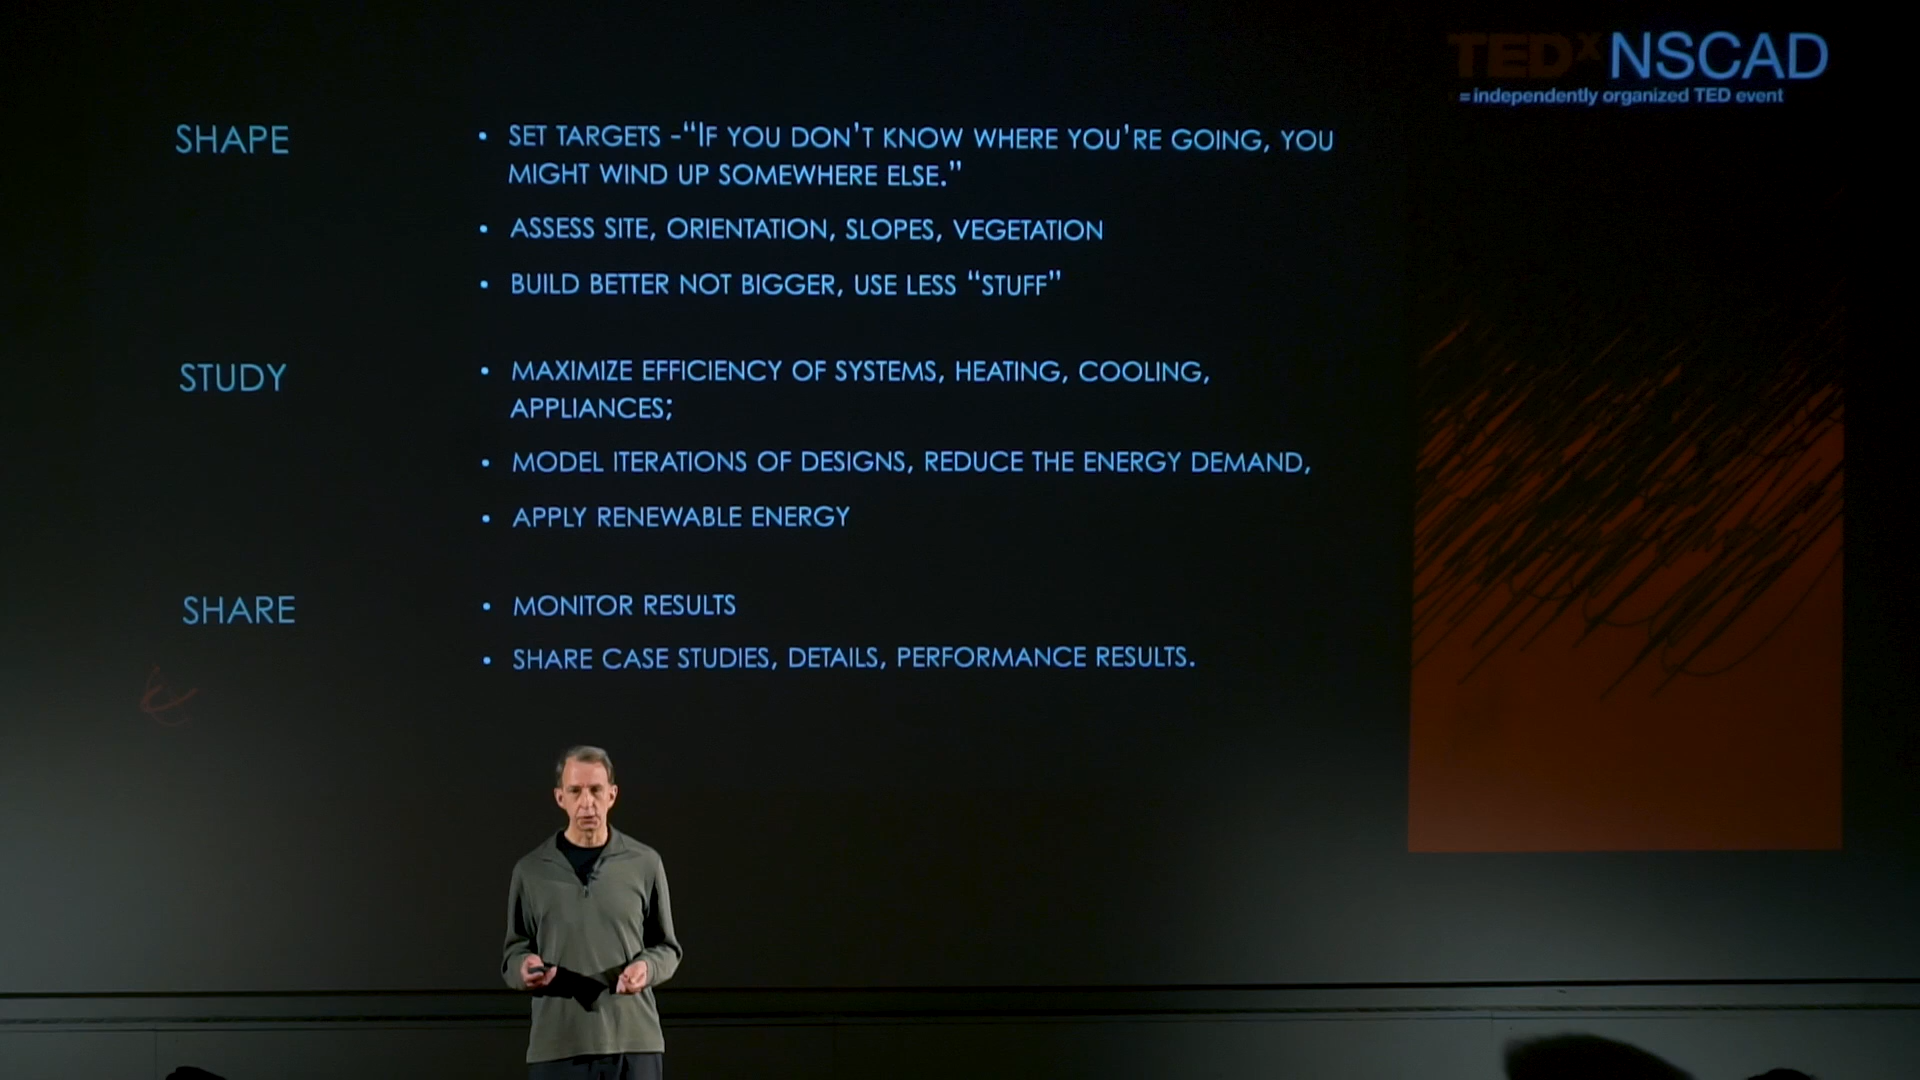 TEDxNSCAD
=independently organized TED event
SHAPE
• SET TARGETS -“IF YOU DON’T KNOW WHERE YOU’RE GOING, YOU
MIGHT WIND UP SOMEWHERE ELSE.”
• ASSESS SITE, ORIENTATION, SLOPES, VEGETATION
• BUILD BETTER NOT BIGGER, USE LESS “STUFF”
STUDY
• MAXIMIZE EFFICIENCY OF SYSTEMS, HEATING, COOLING,
APPLIANCES;
• MODEL ITERATIONS OF DESIGNS, REDUCE THE ENERGY DEMAND,
• APPLY RENEWABLE ENERGY
SHARE
• MONITOR RESULTS
• SHARE CASE STUDIES, DETAILS, PERFORMANCE RESULTS.